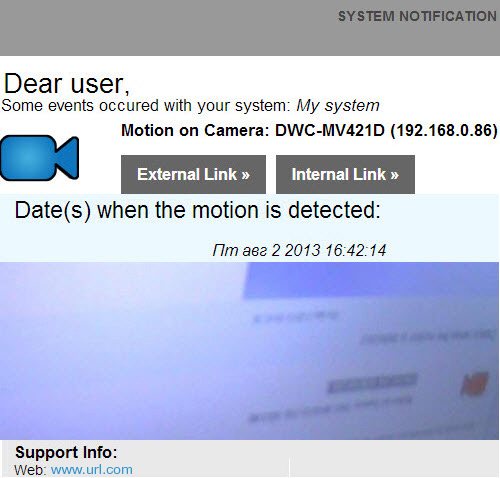 SYSTEM NOTIFICATION
Dear user,
Some events occured with your system: My system
Motion on Camera: DWC-MV421D (192.168.0.86)
External Link » Internal Link »
Date(s) when the motion is detected:
Пт авг 2 2013 16:42:14
Support Info:
Web: www.url.com